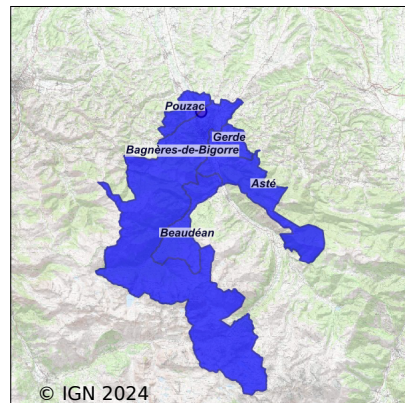 Pouzac
Gerde
Bagnères-de-Bigorre
Asté
Beaudéan
© IGN 2024